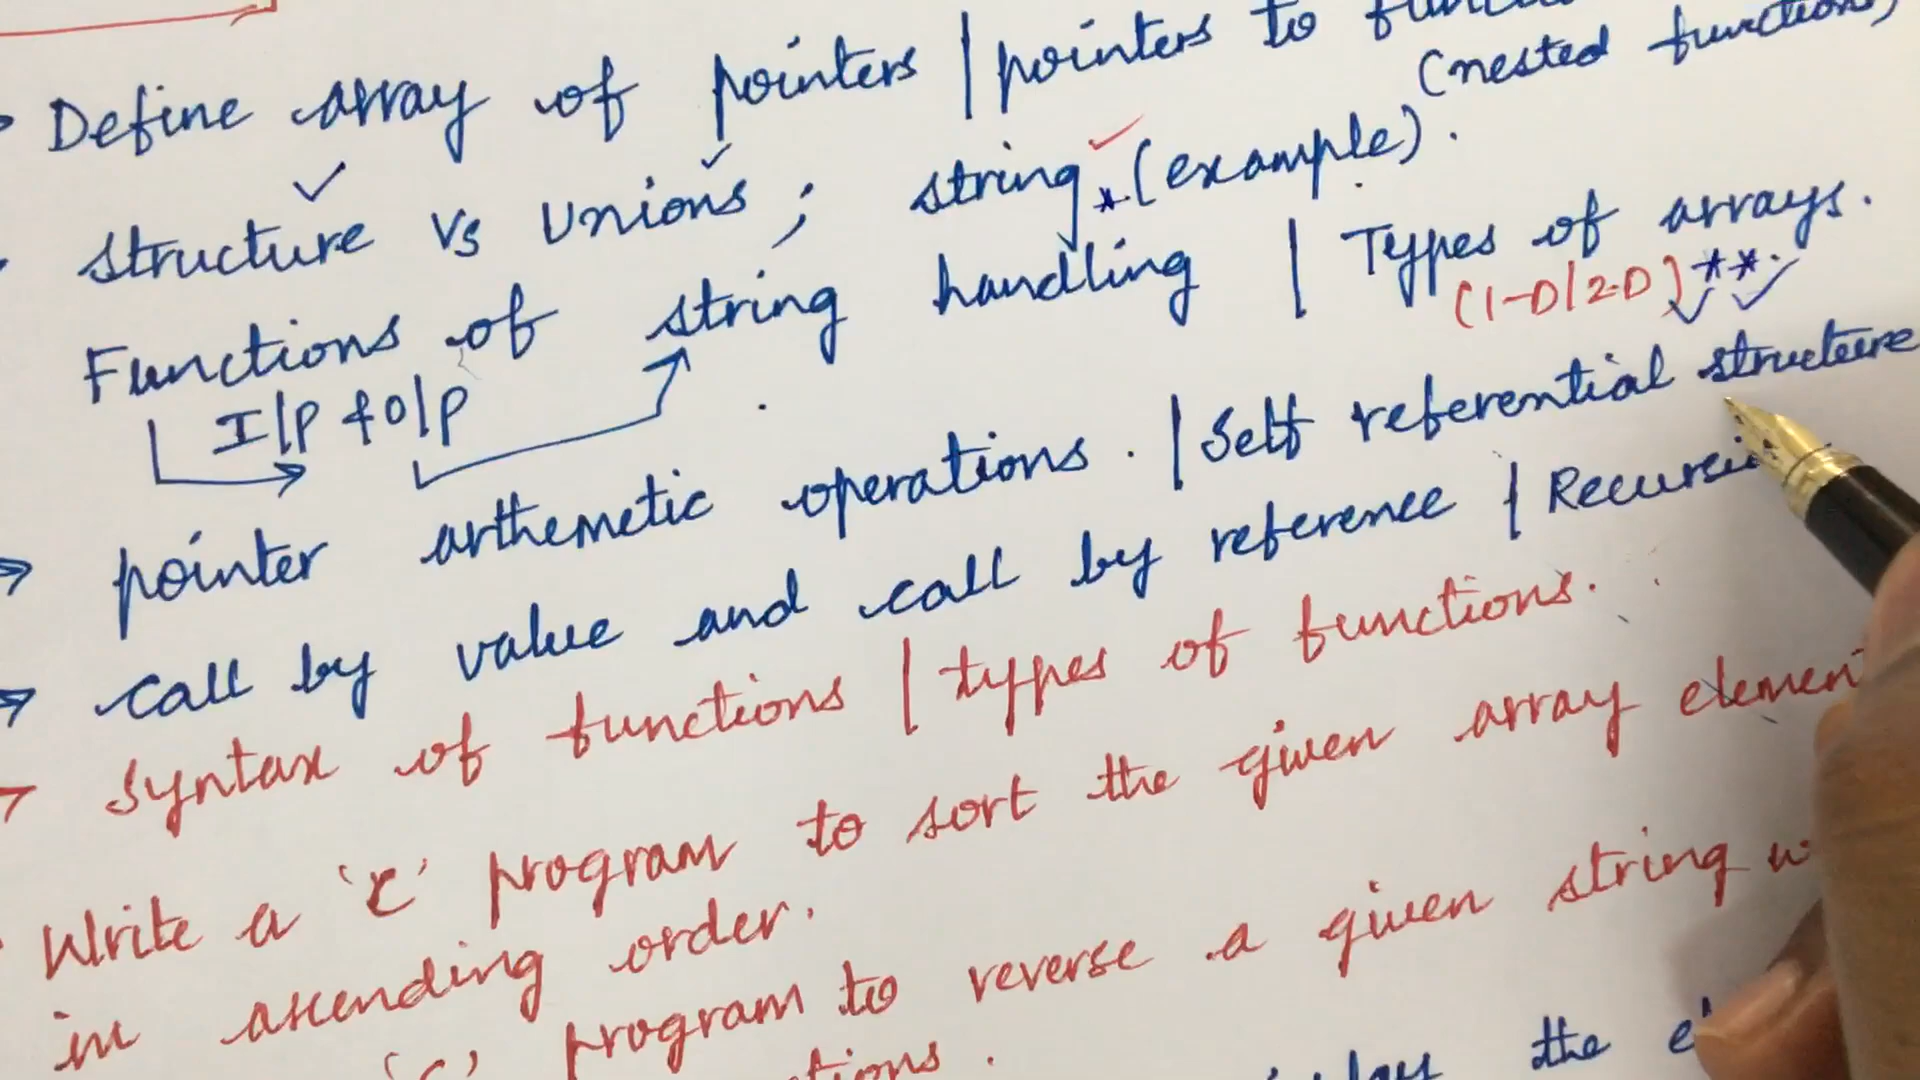 Define array of pointers | pointers to
(nested functions)
structure Vs Unions ; string * (example).
Functions of string handling | Types of arrays.
(1-D|2-D) **
I/p & o/p
pointer arthemetic operations. | Self referential structure
call by value and call by reference | Recursi
Syntax of functions | types of functions.
Write a 'C' program to sort the given array elemen
in ascending order.
'C' program to reverse a given string w
the